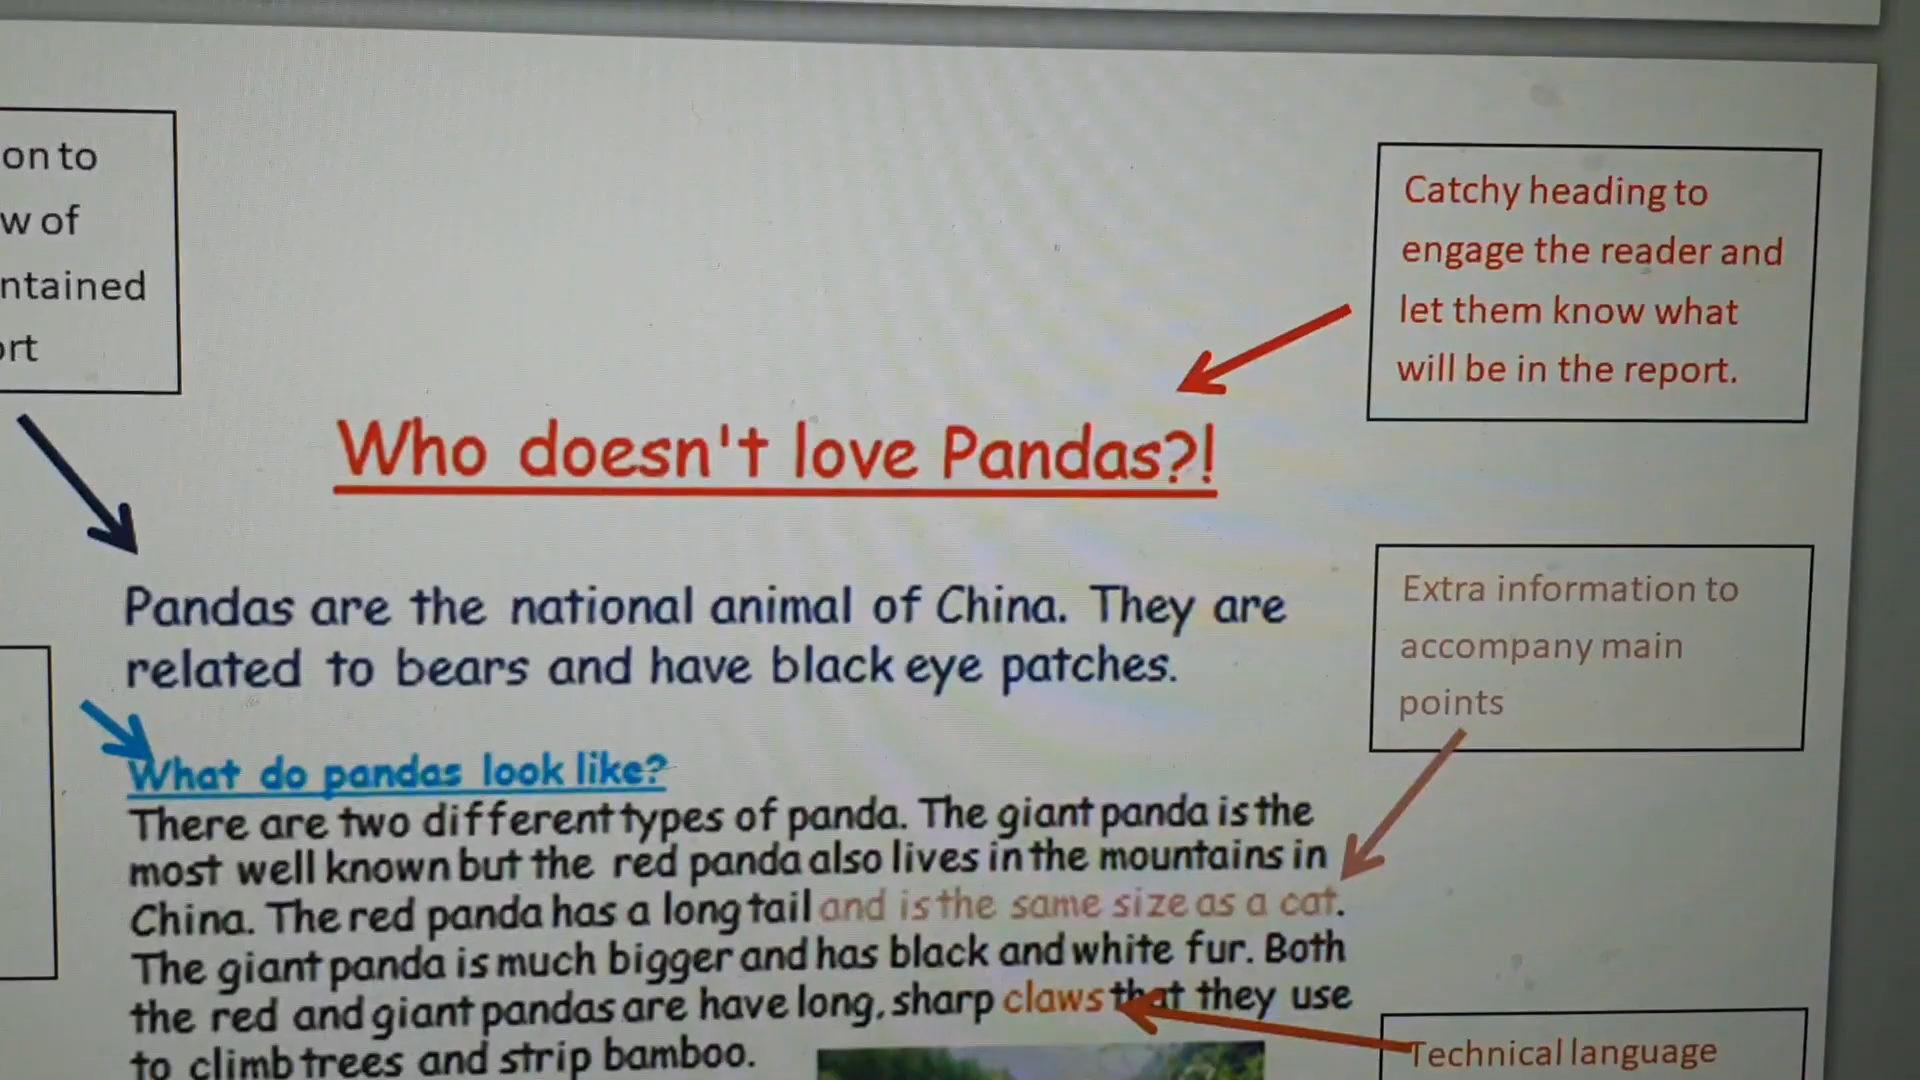 on to
w of
ntained
ort
Catchy heading to
engage the reader and
let them know what
will be in the report.
Who doesn't love Pandas?!
Pandas are the national animal of China. They are
related to bears and have black eye patches.
Extra information to
accompany main
points
What do pandas look like?
There are two different types of panda. The giant panda is the
most well known but the red panda also lives in the mountains in
China. The red panda has a long tail and is the same size as a cat.
The giant panda is much bigger and has black and white fur. Both
the red and giant pandas are have long, sharp claws that they use
to climb trees and strip bamboo.
Technical language